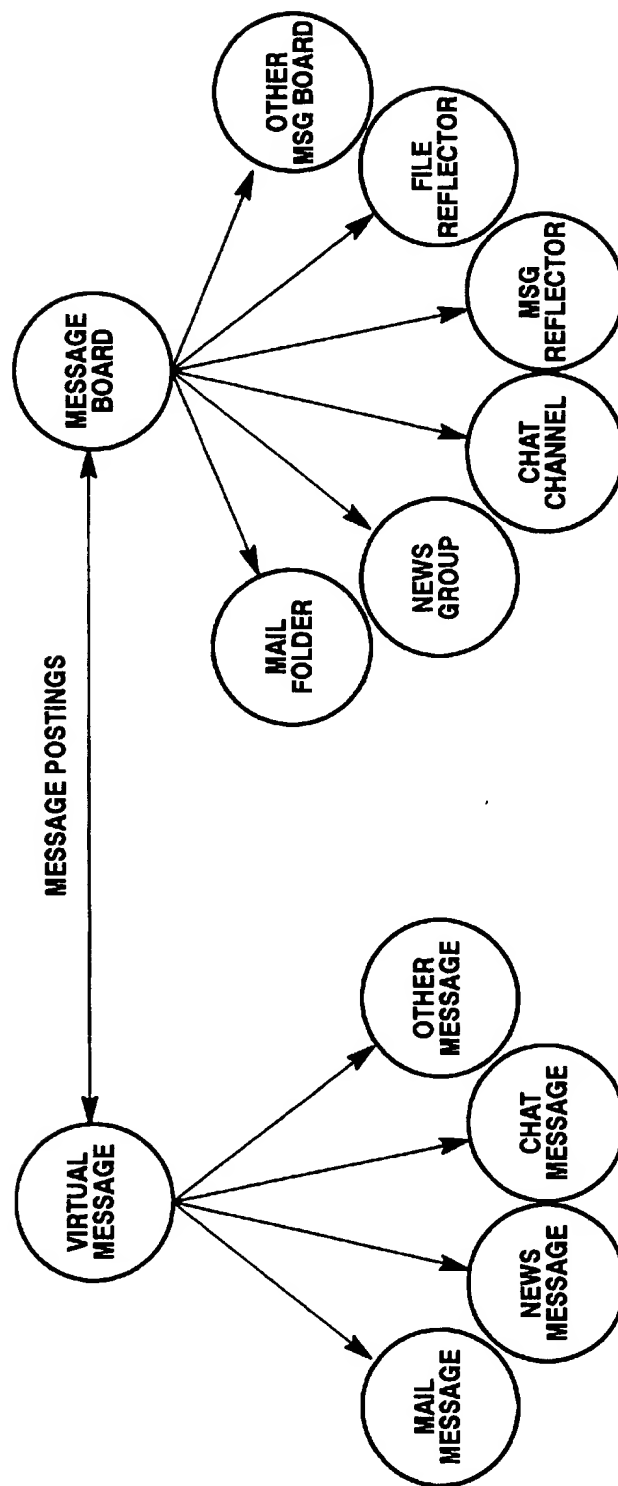 MESSAGE POSTINGS
VIRTUAL
MESSAGE
MESSAGE
BOARD
MAIL
MESSAGE
NEWS
MESSAGE
CHAT
MESSAGE
OTHER
MESSAGE
MAIL
FOLDER
NEWS
GROUP
CHAT
CHANNEL
MSG
REFLECTOR
FILE
REFLECTOR
OTHER
MSG BOARD